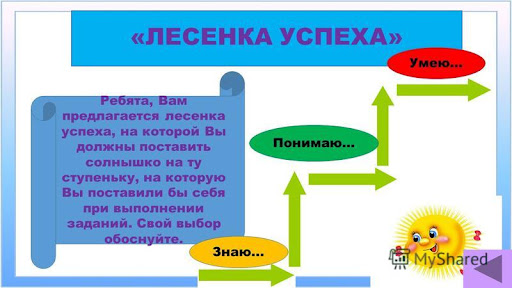 «ЛЕСЕНКА УСПЕХА»
Умею...
Ребята, Вам
предлагается лесенка
успеха, на которой Вы
должны поставить
солнышко на ту
ступеньку, на которую
Вы поставили бы себя
при выполнении
заданий. Свой выбор
обоснуйте.
Понимаю...
Знаю...
MyShared